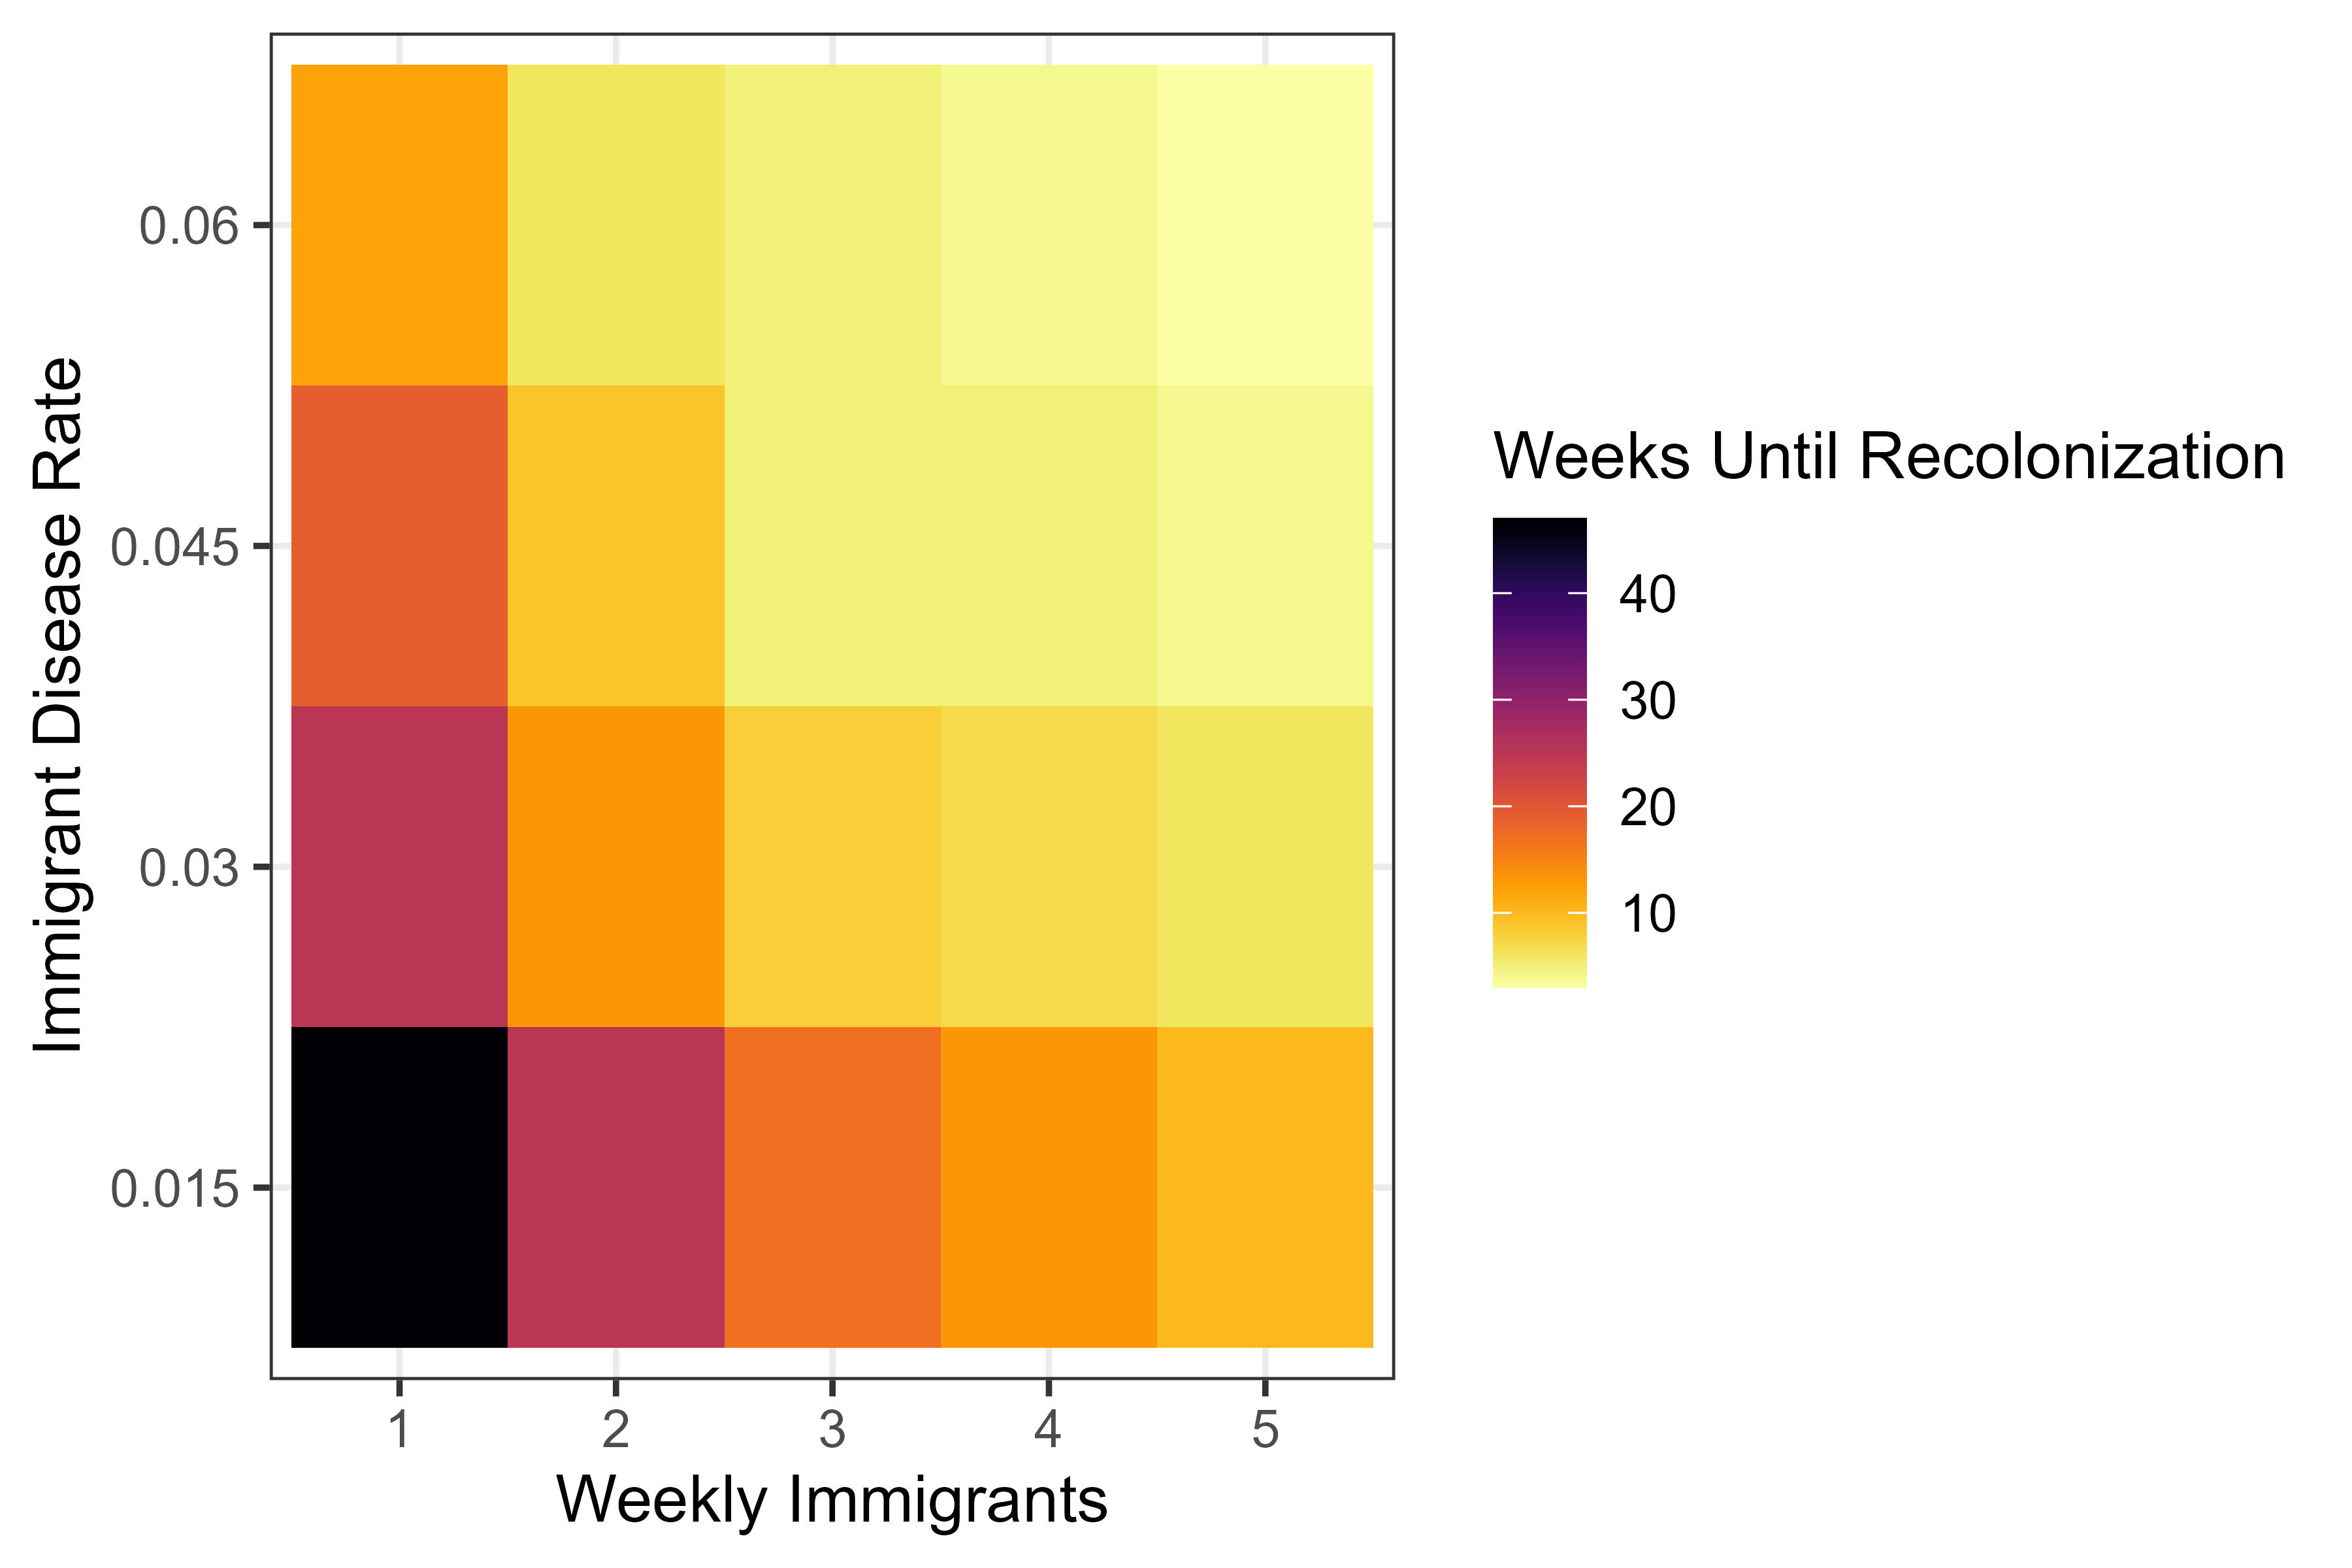 Immigrant Disease Rate
0.06
0.045
0.03
0.015
1 2 3 4 5
Weekly Immigrants
Weeks Until Recolonization
40
30
20
10